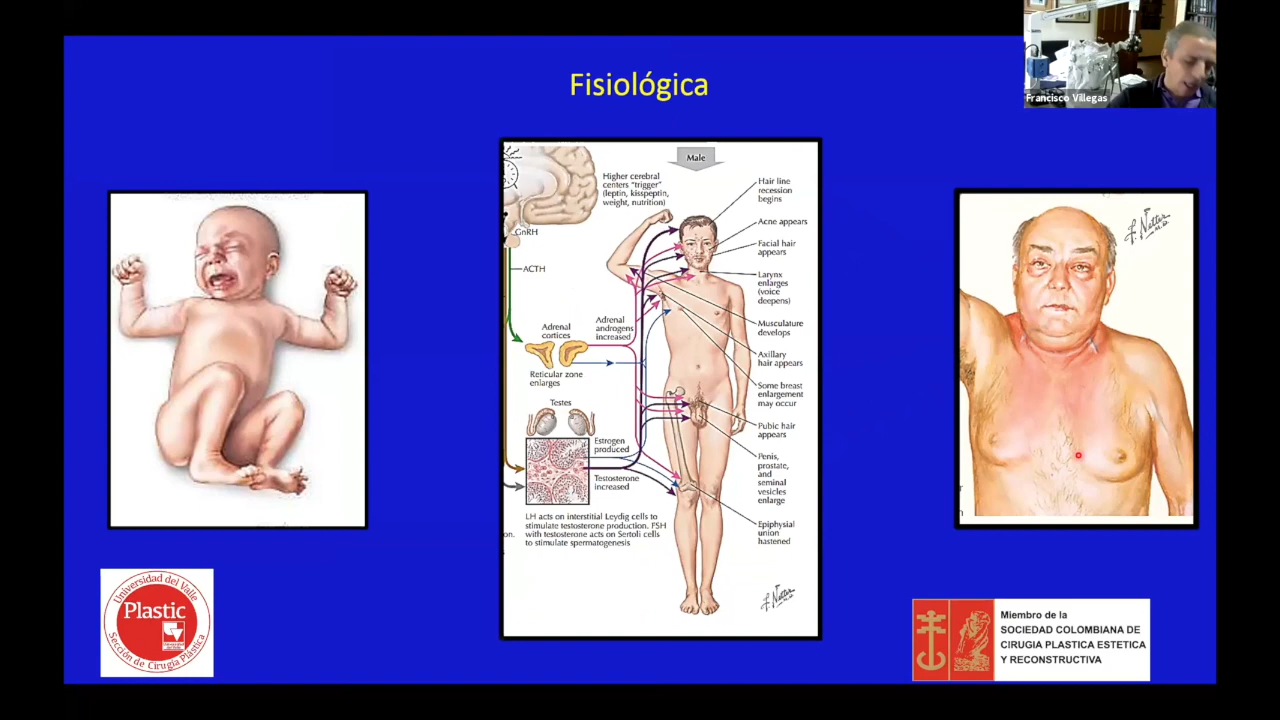 Fisiológica
Francisco Villegas
Male
Higher cerebral
centers "trigger"
(leptin, kisspeptin,
weight, nutrition)
GnRH
ACTH
Adrenal
cortices
Adrenal
androgens
increased
Reticular zone
enlarges
Testes
Estrogen
produced
Testosterone
increased
LH acts on interstitial Leydig cells to
stimulate testosterone production. FSH
with testosterone acts on Sertoli cells
to stimulate spermatogenesis
on.
Hair line
recession
begins
Acne appears
Facial hair
appears
Larynx
enlarges
(voice
deepens)
Musculature
develops
Axillary
hair appears
Some breast
enlargement
may occur
Pubic hair
appears
Penis,
prostate,
and
seminal
vesicles
enlarge
Epiphysial
union
hastened
F. Netter
M.D.
F. Netter
M.D.
Universidad del Valle
Plastic
Sección de Cirugía Plástica
Miembro de la
SOCIEDAD COLOMBIANA DE
CIRUGIA PLASTICA ESTETICA
Y RECONSTRUCTIVA